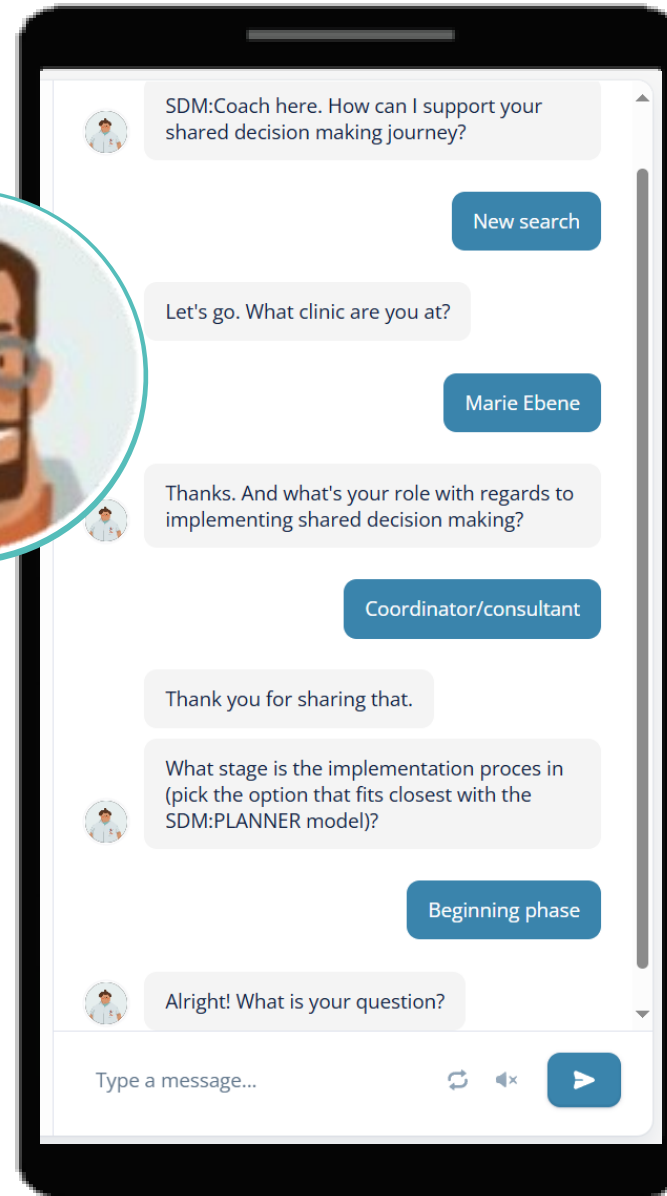 SDM:Coach here. How can I support your
shared decision making journey?
New search
Let's go. What clinic are you at?
Marie Ebene
Thanks. And what's your role with regards to
implementing shared decision making?
Coordinator/consultant
Thank you for sharing that.
What stage is the implementation proces in
(pick the option that fits closest with the
SDM:PLANNER model)?
Beginning phase
Alright! What is your question?
Type a message...